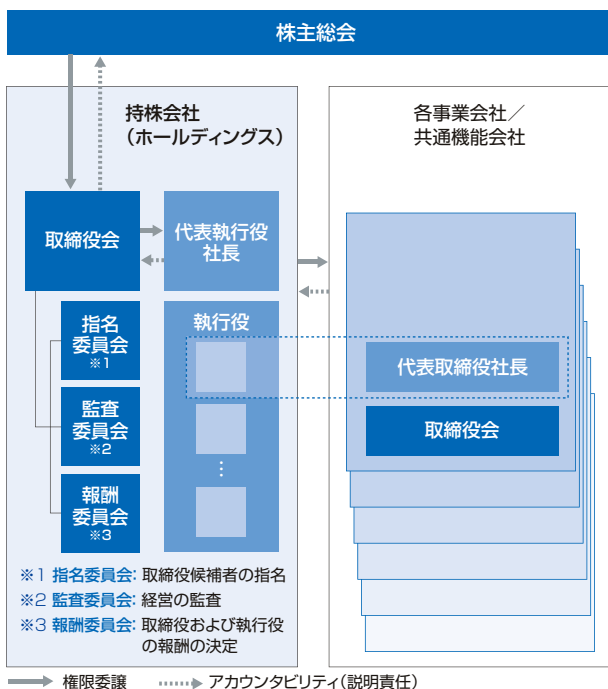 株主総会
持株会社
（ホールディングス）
各事業会社／
共通機能会社
取締役会
代表執行役
社長
指名
委員会
※1
監査
委員会
※2
報酬
委員会
※3
執行役
…
代表取締役社長
取締役会
※1 指名委員会: 取締役候補者の指名
※2 監査委員会: 経営の監査
※3 報酬委員会: 取締役および執行役
の報酬の決定
権限委譲
アカウンタビリティ（説明責任）